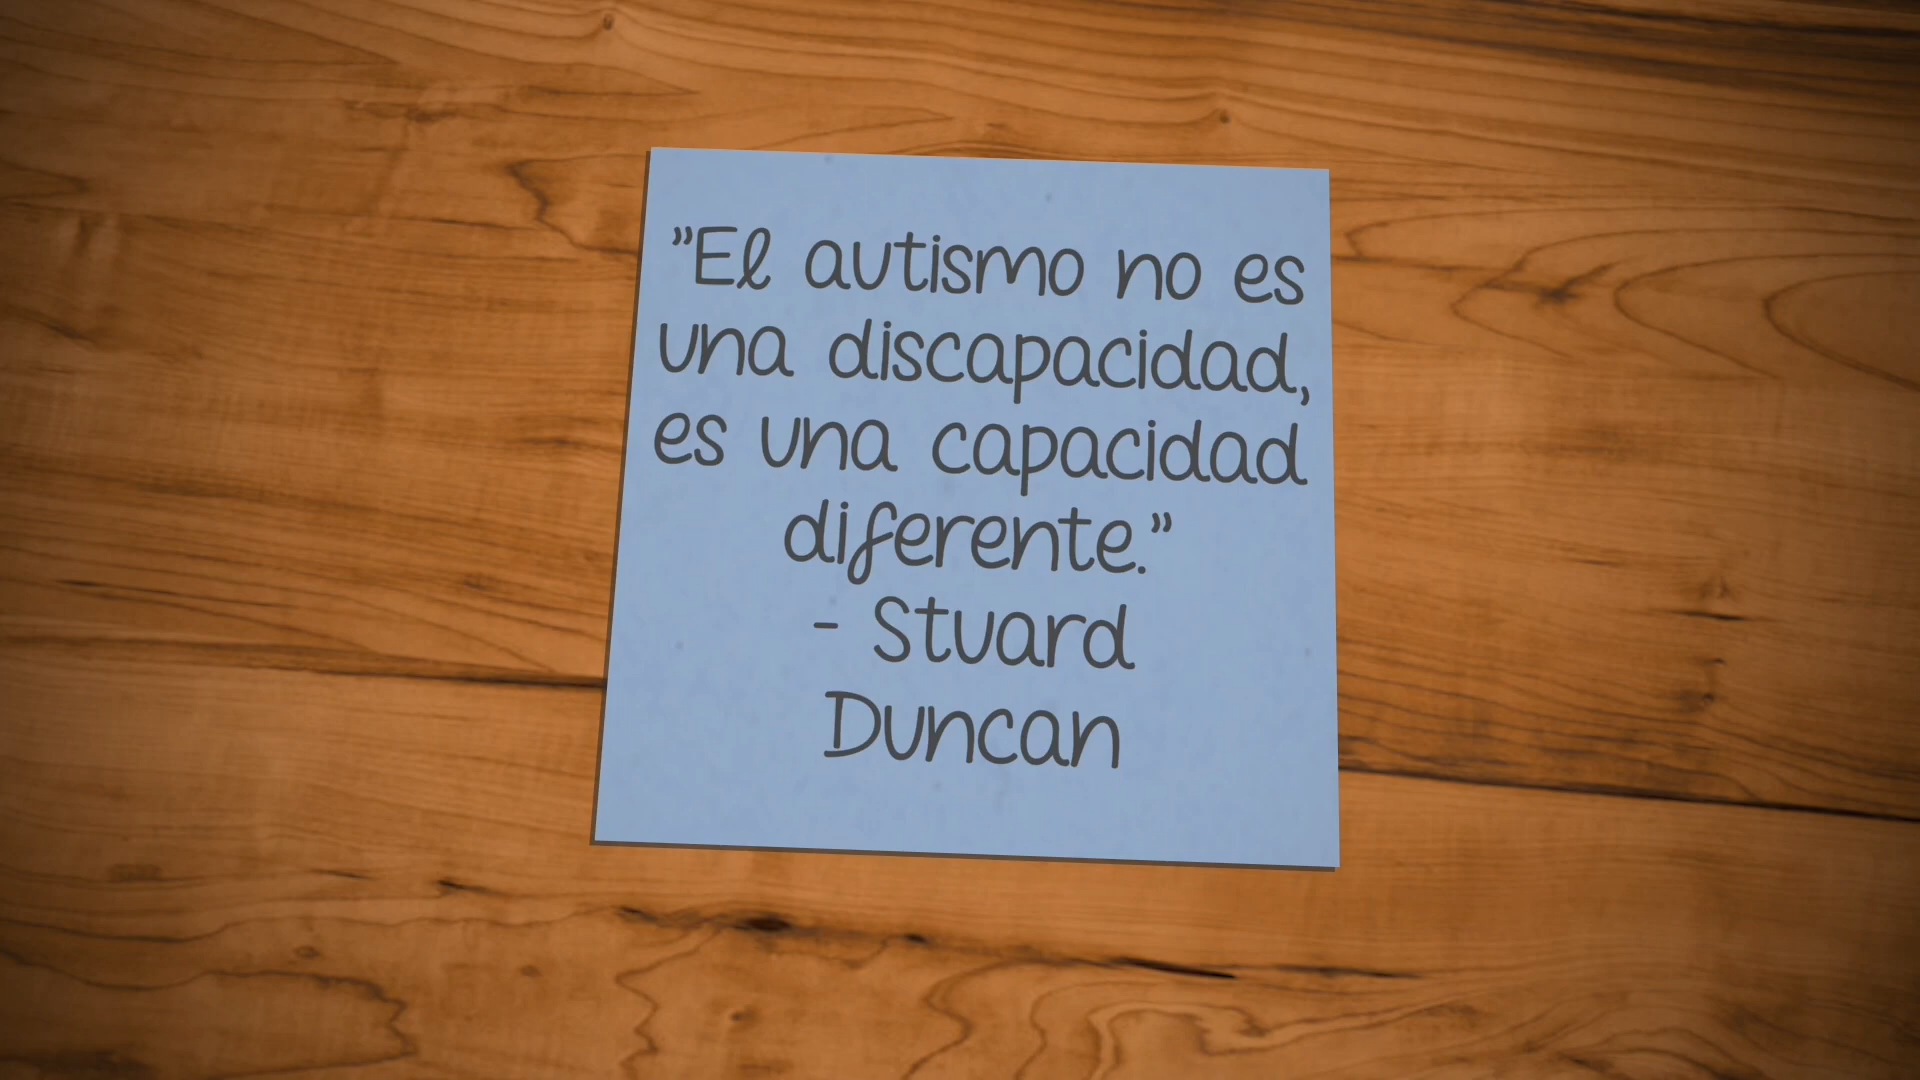 ”El autismo no es
una discapacidad,
es una capacidad
diferente.”
- Stuard
Duncan